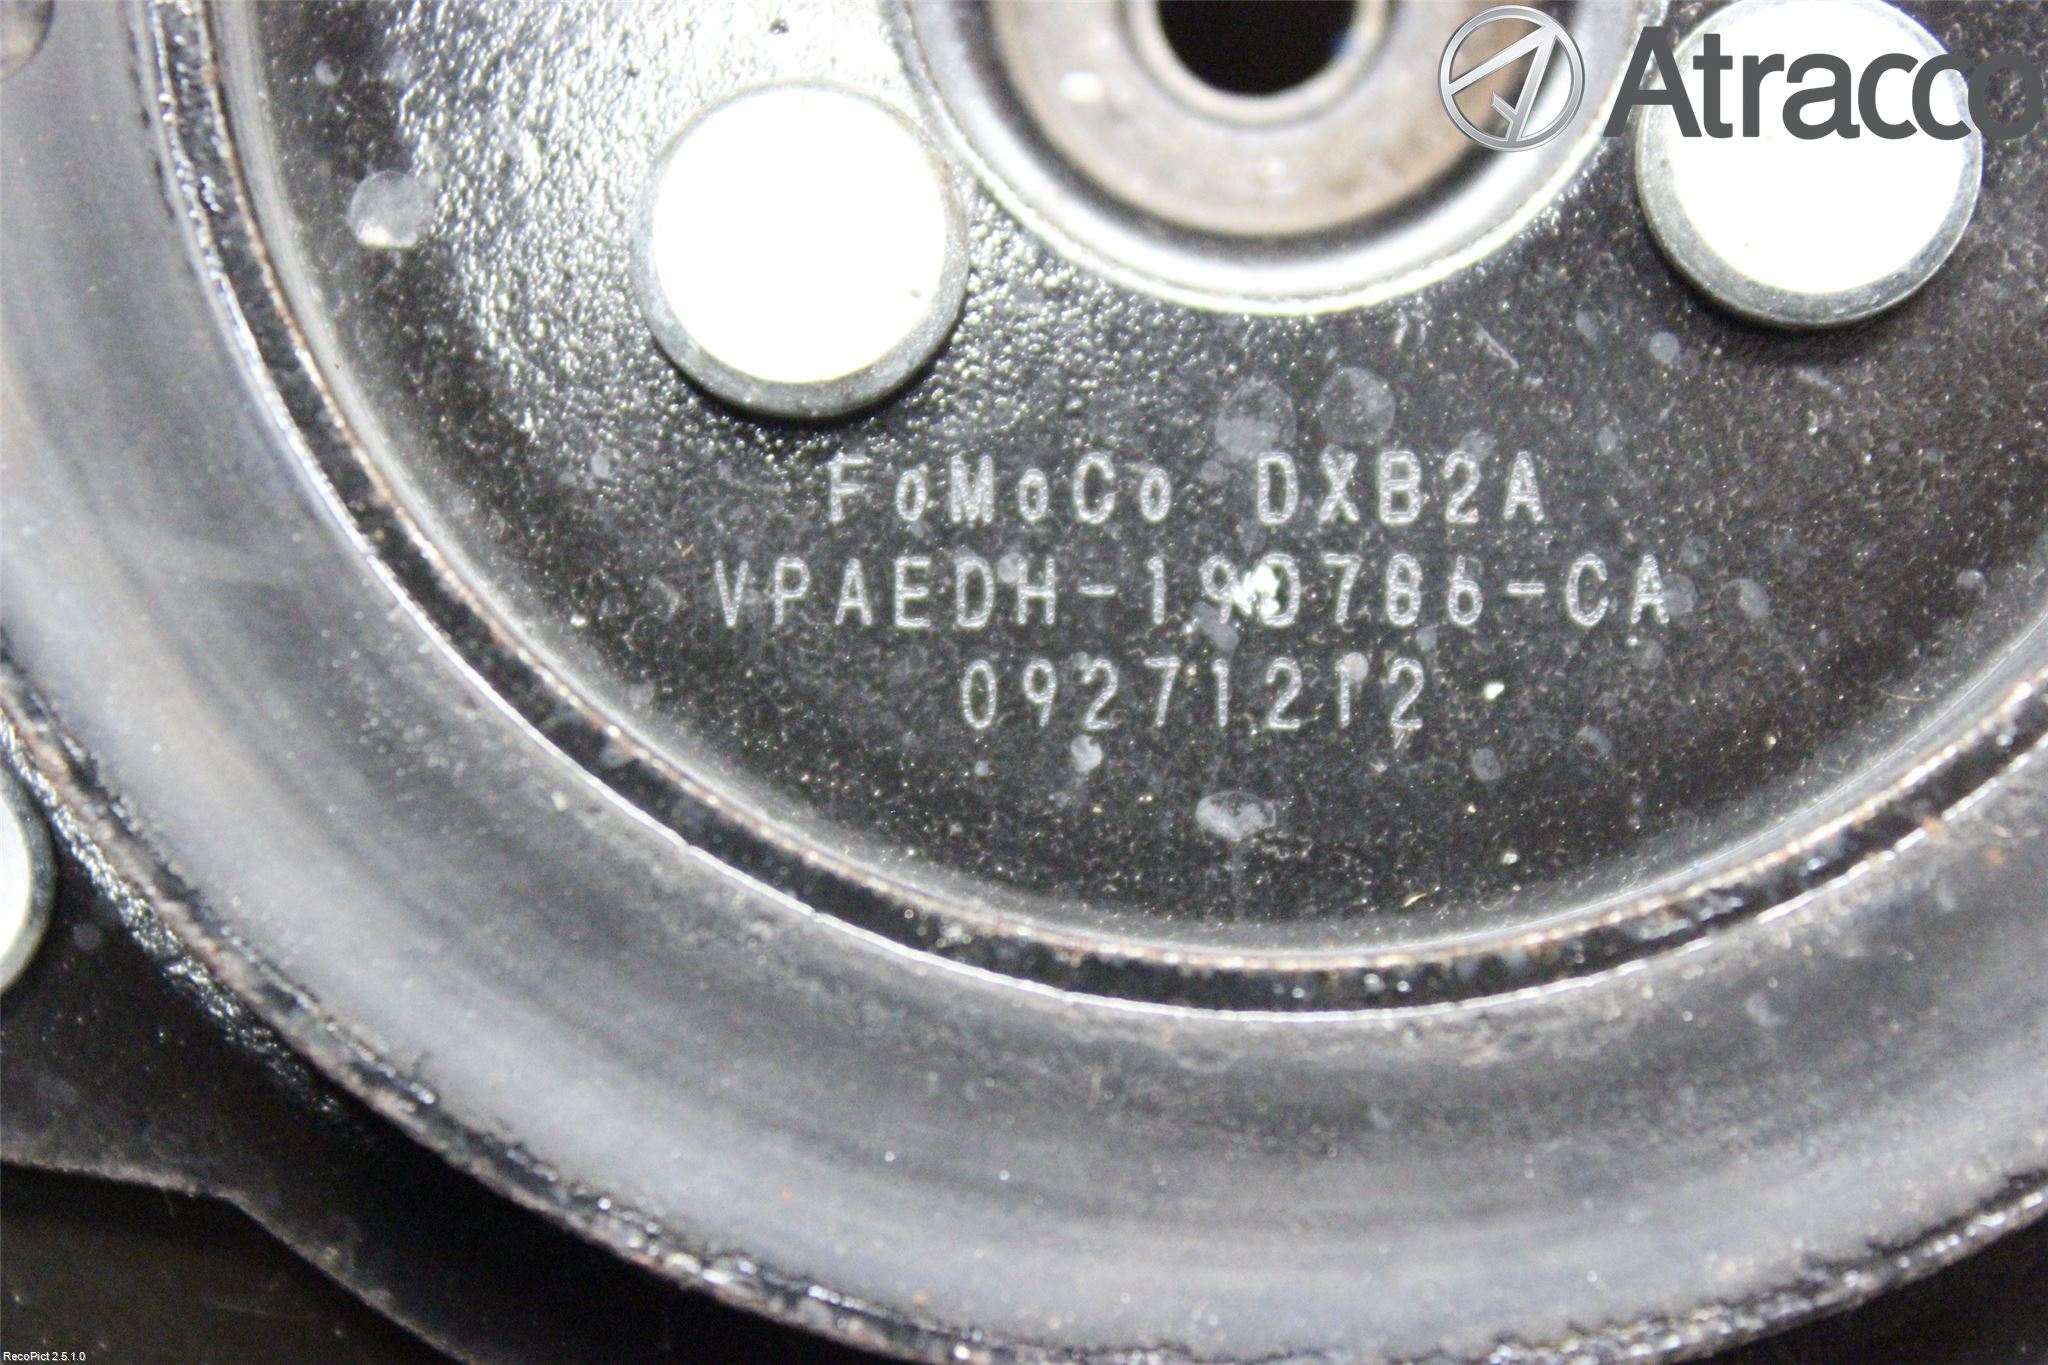 Atracco
FoMoCo DXB2A
VPAEDH-19D786-CA
09271212
RecoPict 2.5.1.0